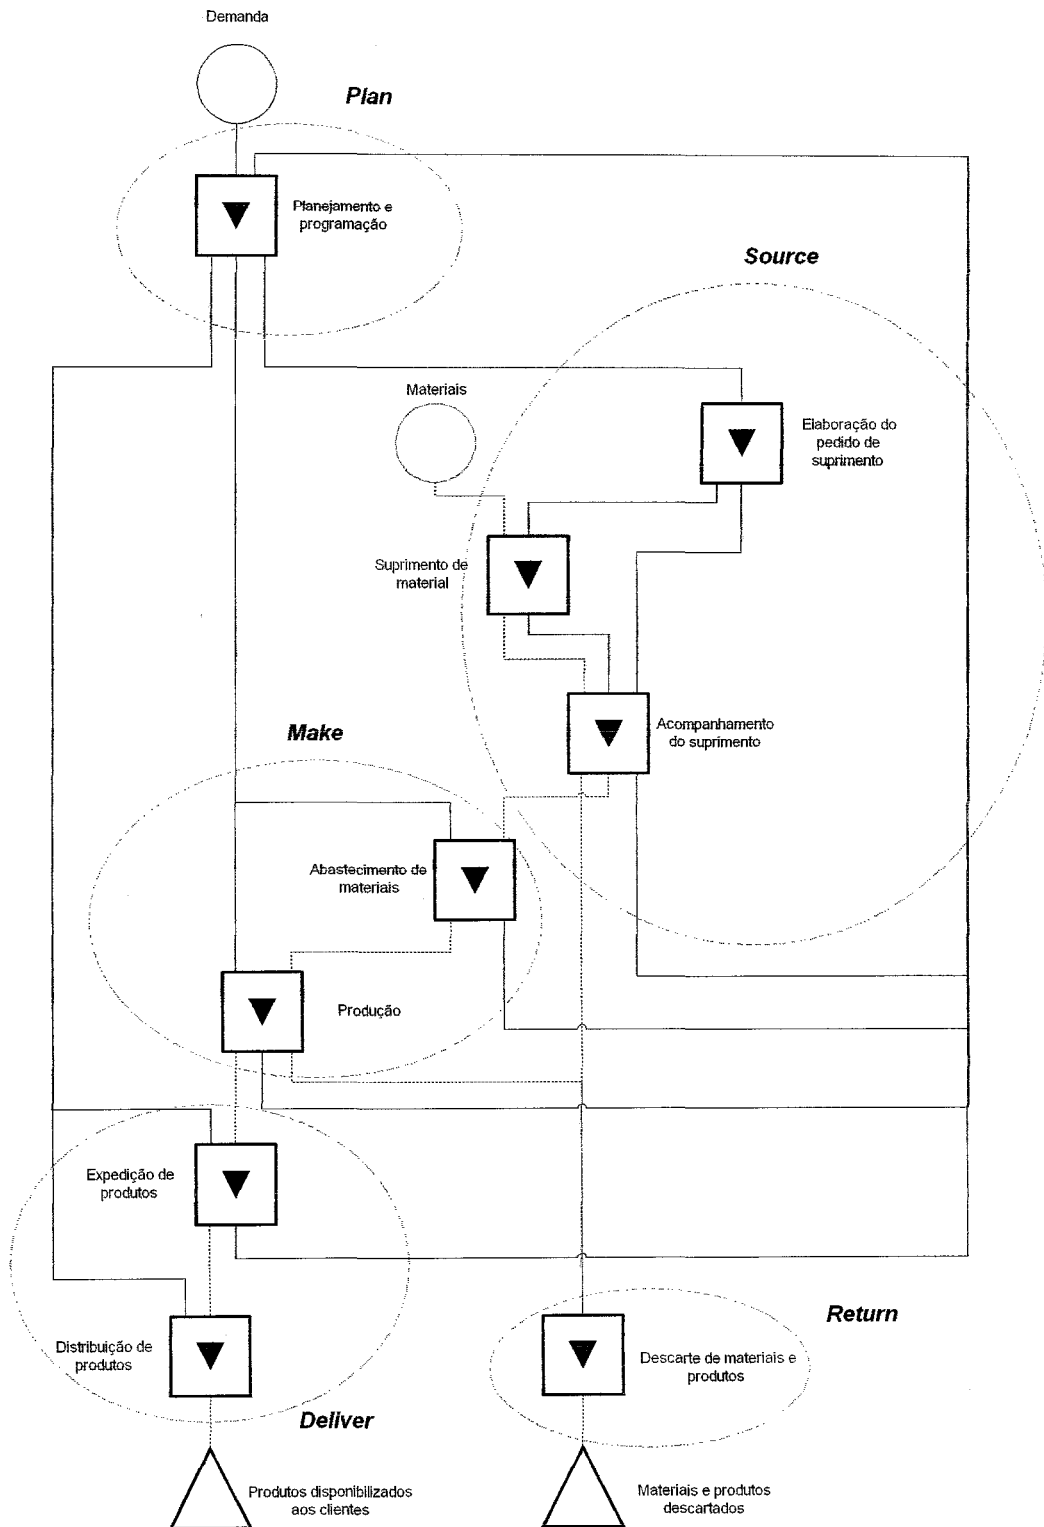 Demanda
Plan
Planejamento e
programação
Source
Materiais
Elaboração do
pedido de
suprimento
Suprimento de
material
Make
Acompanhamento
do suprimento
Abastecimento de
materiais
Produção
Expedição de
produtos
Return
Distribuição de
produtos
Descarte de materiais e
produtos
Deliver
Produtos disponibilizados
aos clientes
Materiais e produtos
descartados